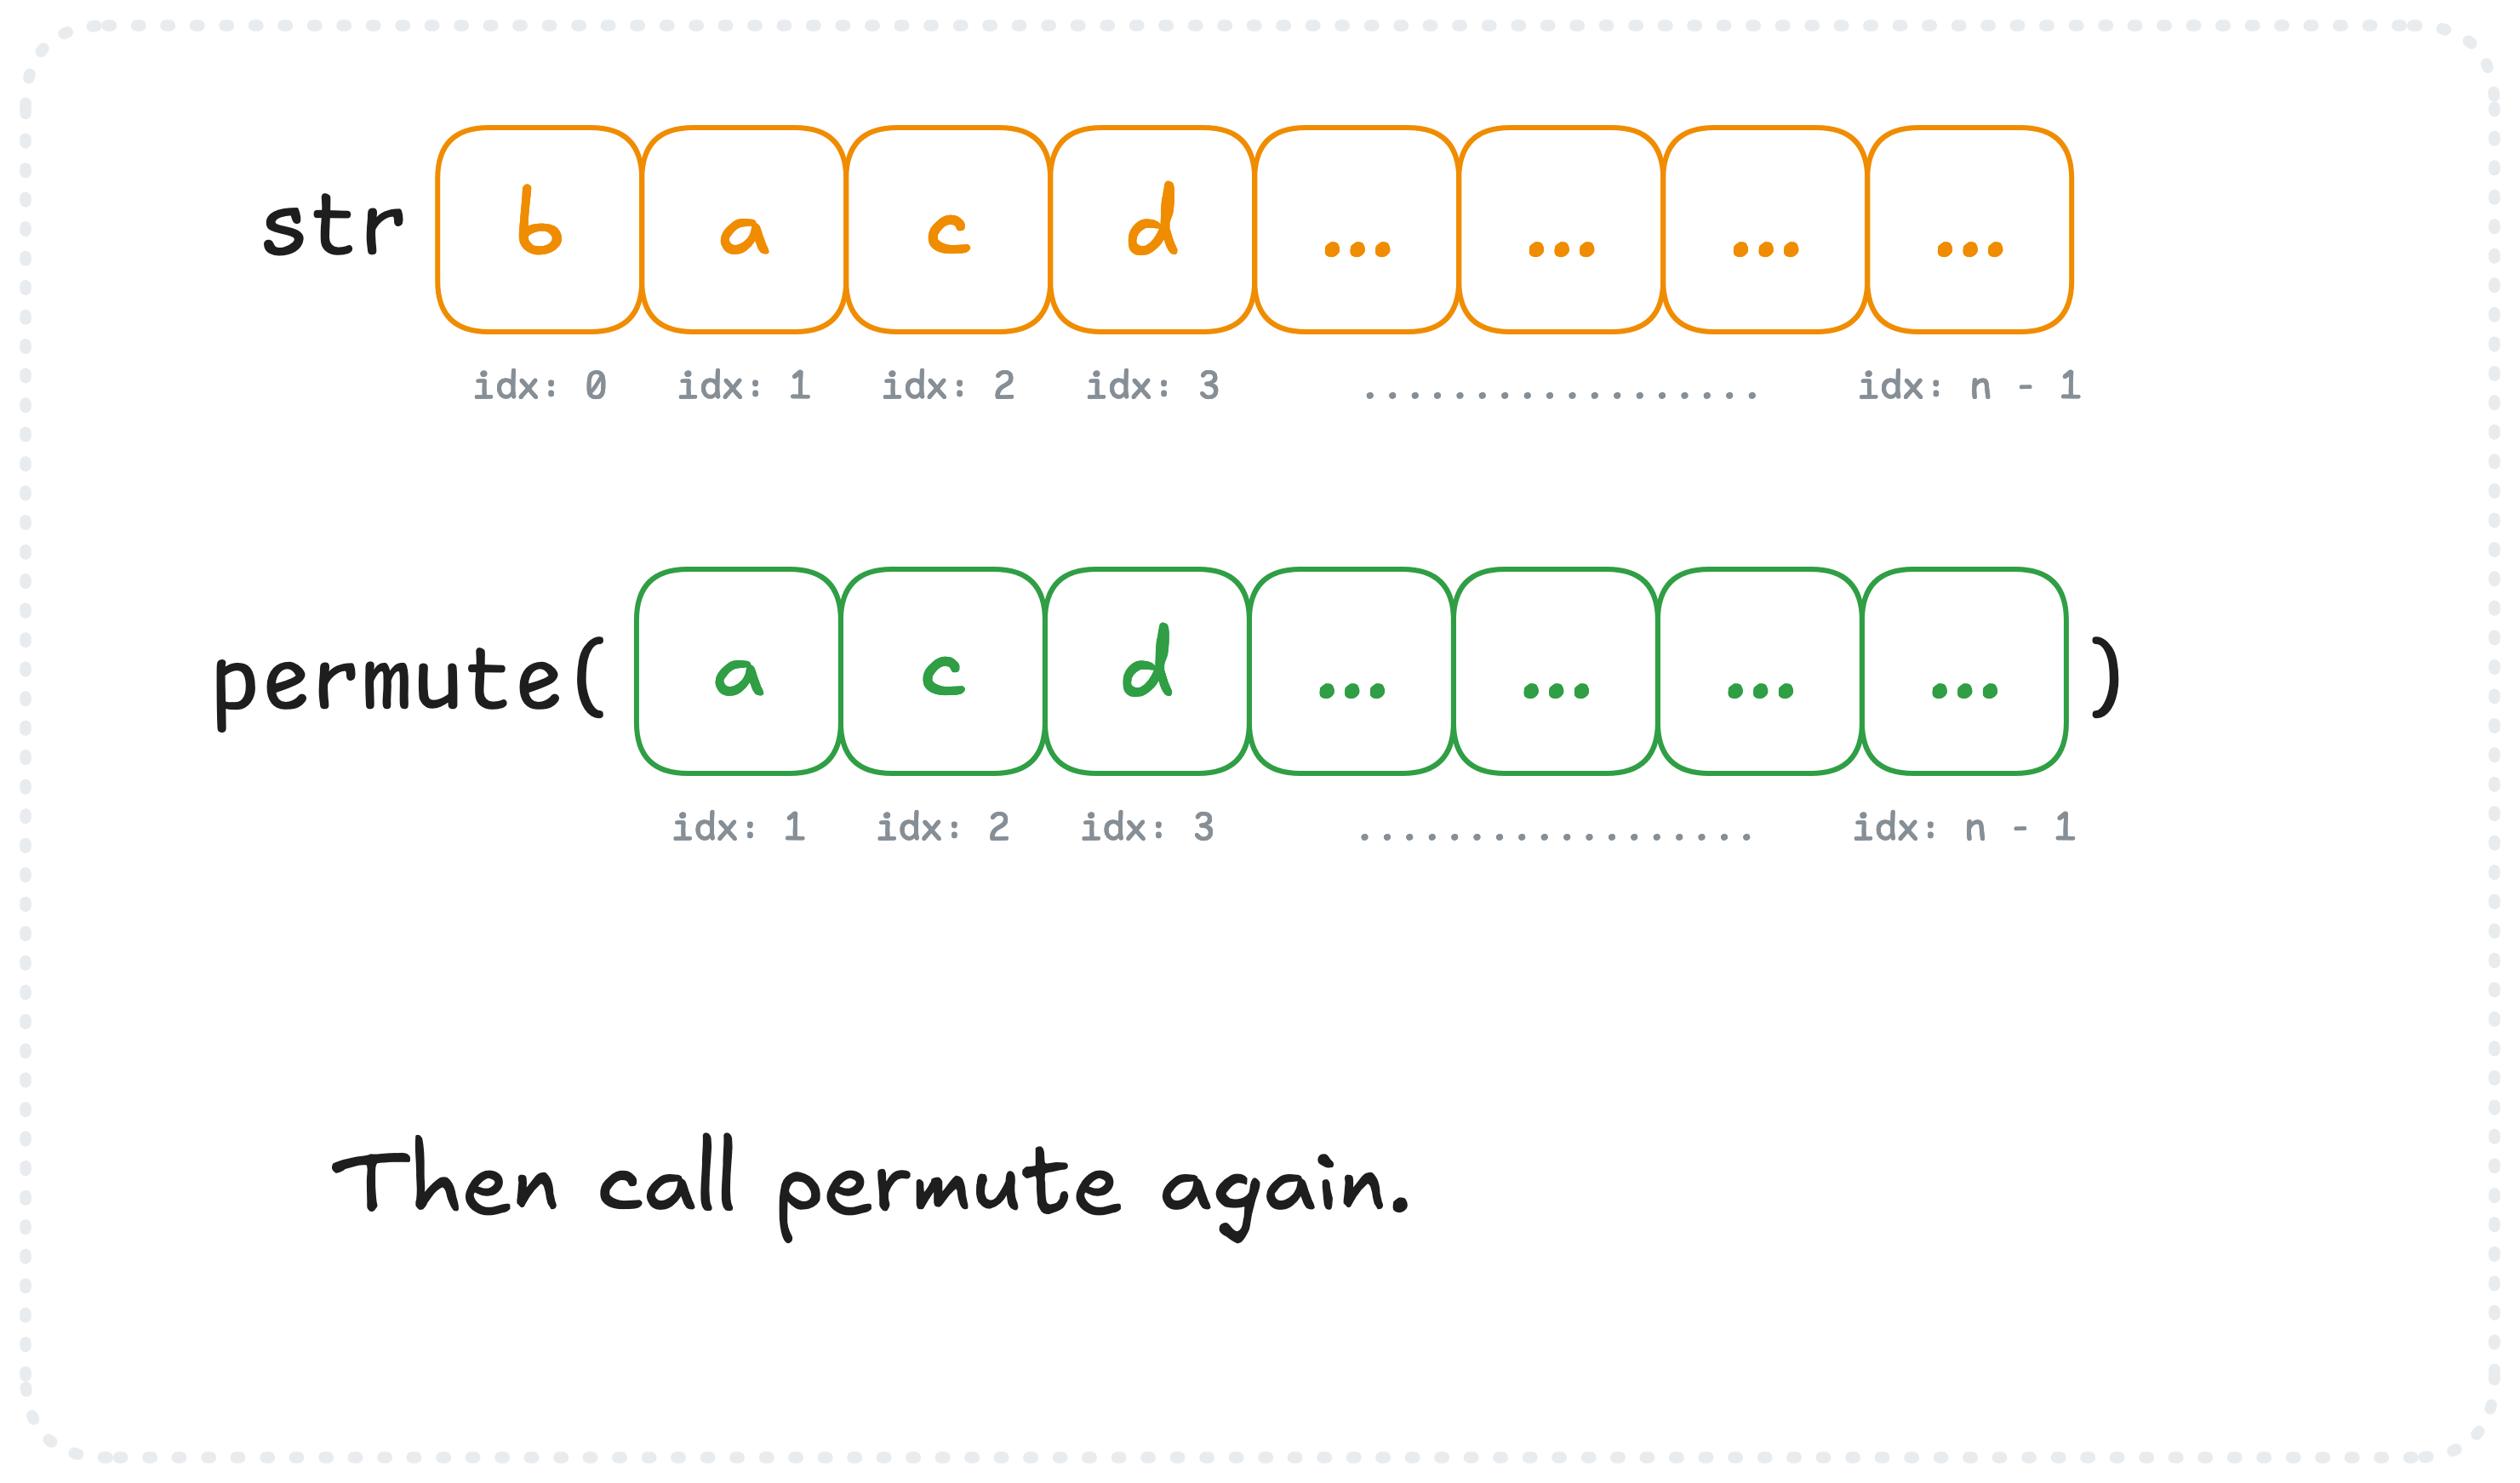 str b a c d ... ... ... ...
idx: 0 idx: 1 idx: 2 idx: 3 .................. idx: n - 1
permute( a c d ... ... ... ... )
idx: 1 idx: 2 idx: 3 .................. idx: n - 1
Then call permute again.